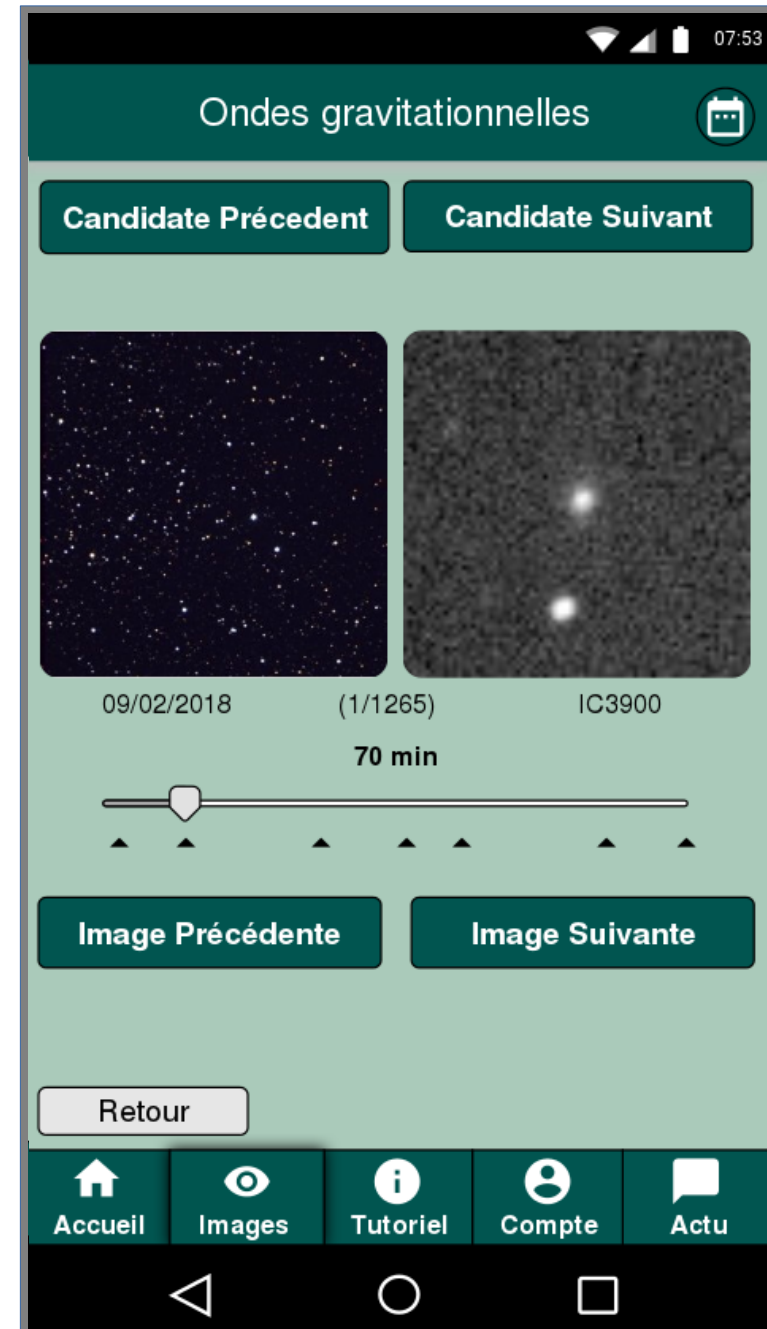 07:53
Ondes gravitationnelles
Candidate Précedent
Candidate Suivant
09/02/2018 (1/1265) IC3900
70 min
Image Précédente
Image Suivante
Retour
Accueil Images Tutoriel Compte Actu